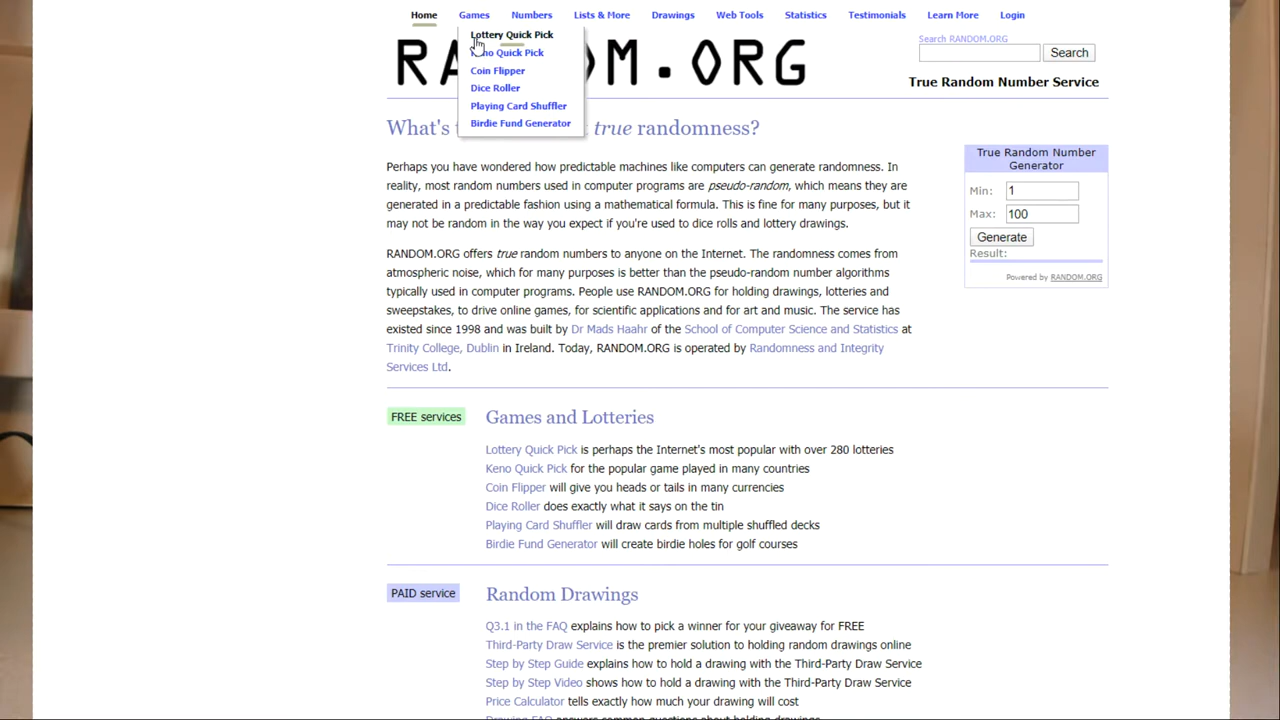 Home Games Numbers Lists & More Drawings Web Tools Statistics Testimonials Learn More Login
Lottery Quick Pick
Quick Pick
Coin Flipper
Dice Roller
Playing Card Shuffler
Birdie Fund Generator
Search RANDOM.ORG
Search
True Random Number Service
What's true randomness?
Perhaps you have wondered how predictable machines like computers can generate randomness. In
reality, most random numbers used in computer programs are pseudo-random, which means they are
generated in a predictable fashion using a mathematical formula. This is fine for many purposes, but it
may not be random in the way you expect if you're used to dice rolls and lottery drawings.
RANDOM.ORG offers true random numbers to anyone on the Internet. The randomness comes from
atmospheric noise, which for many purposes is better than the pseudo-random number algorithms
typically used in computer programs. People use RANDOM.ORG for holding drawings, lotteries and
sweepstakes, to drive online games, for scientific applications and for art and music. The service has
existed since 1998 and was built by Dr Mads Haahr of the School of Computer Science and Statistics at
Trinity College, Dublin in Ireland. Today, RANDOM.ORG is operated by Randomness and Integrity
Services Ltd.
True Random Number
Generator
Min: 1
Max: 100
Generate
Result:
Powered by RANDOM.ORG
FREE services
Games and Lotteries
Lottery Quick Pick is perhaps the Internet's most popular with over 280 lotteries
Keno Quick Pick for the popular game played in many countries
Coin Flipper will give you heads or tails in many currencies
Dice Roller does exactly what it says on the tin
Playing Card Shuffler will draw cards from multiple shuffled decks
Birdie Fund Generator will create birdie holes for golf courses
PAID service
Random Drawings
Q3.1 in the FAQ explains how to pick a winner for your giveaway for FREE
Third-Party Draw Service is the premier solution to holding random drawings online
Step by Step Guide explains how to hold a drawing with the Third-Party Draw Service
Step by Step Video shows how to hold a drawing with the Third-Party Draw Service
Price Calculator tells exactly how much your drawing will cost
Drawing FAQ answers common questions about holding drawings